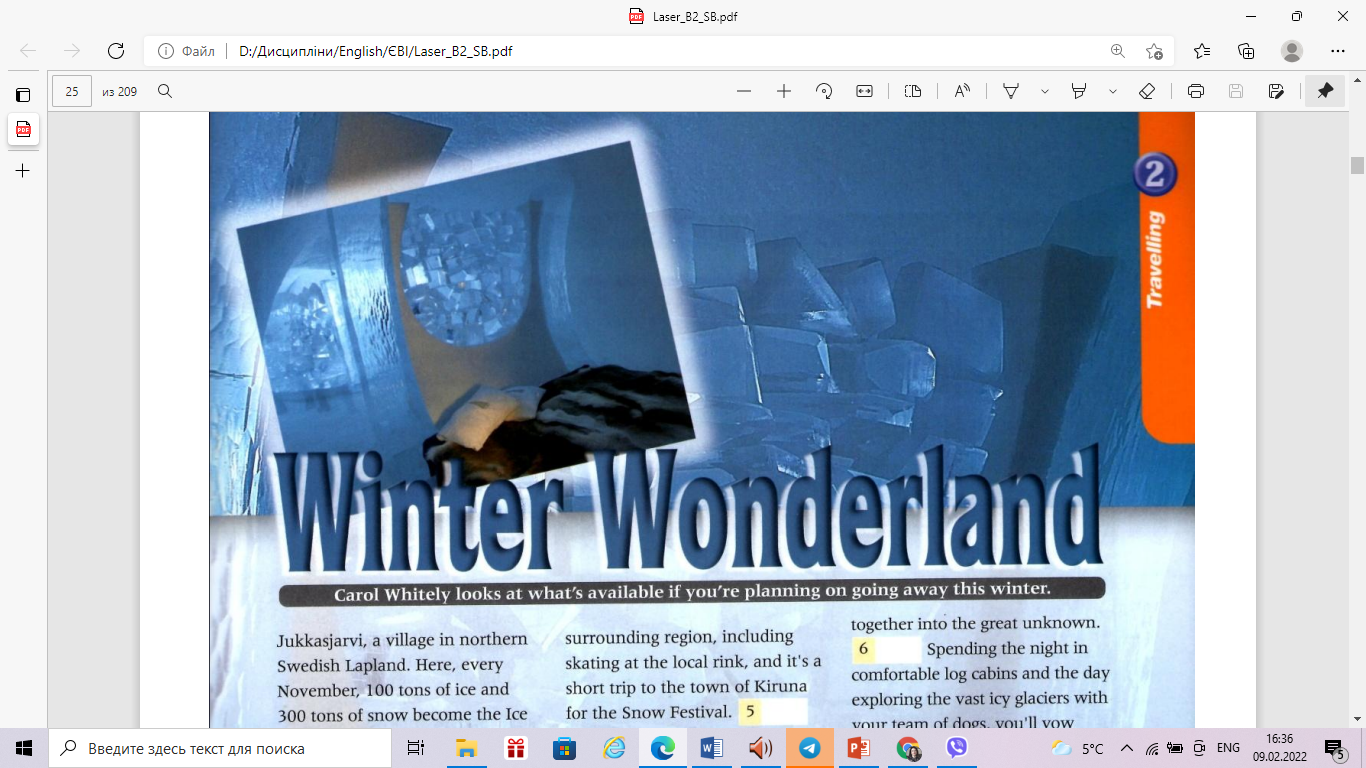 Laser_B2_SB.pdf
Файл
D:/Дисципліни/English/ЄВІ/Laser_B2_SB.pdf
25
из 209
2
Travelling
Winter Wonderland
Carol Whitely looks at what's available if you're planning on going away this winter.
Jukkasjarvi, a village in northern
Swedish Lapland. Here, every
November, 100 tons of ice and
300 tons of snow become the Ice
surrounding region, including
skating at the local rink, and it's a
short trip to the town of Kiruna
for the Snow Festival. 5
together into the great unknown.
6 Spending the night in
comfortable log cabins and the day
exploring the vast icy glaciers with
your team of dogs, you'll vow
Введите здесь текст для поиска
5°C
ENG
16:36
09.02.2022
5